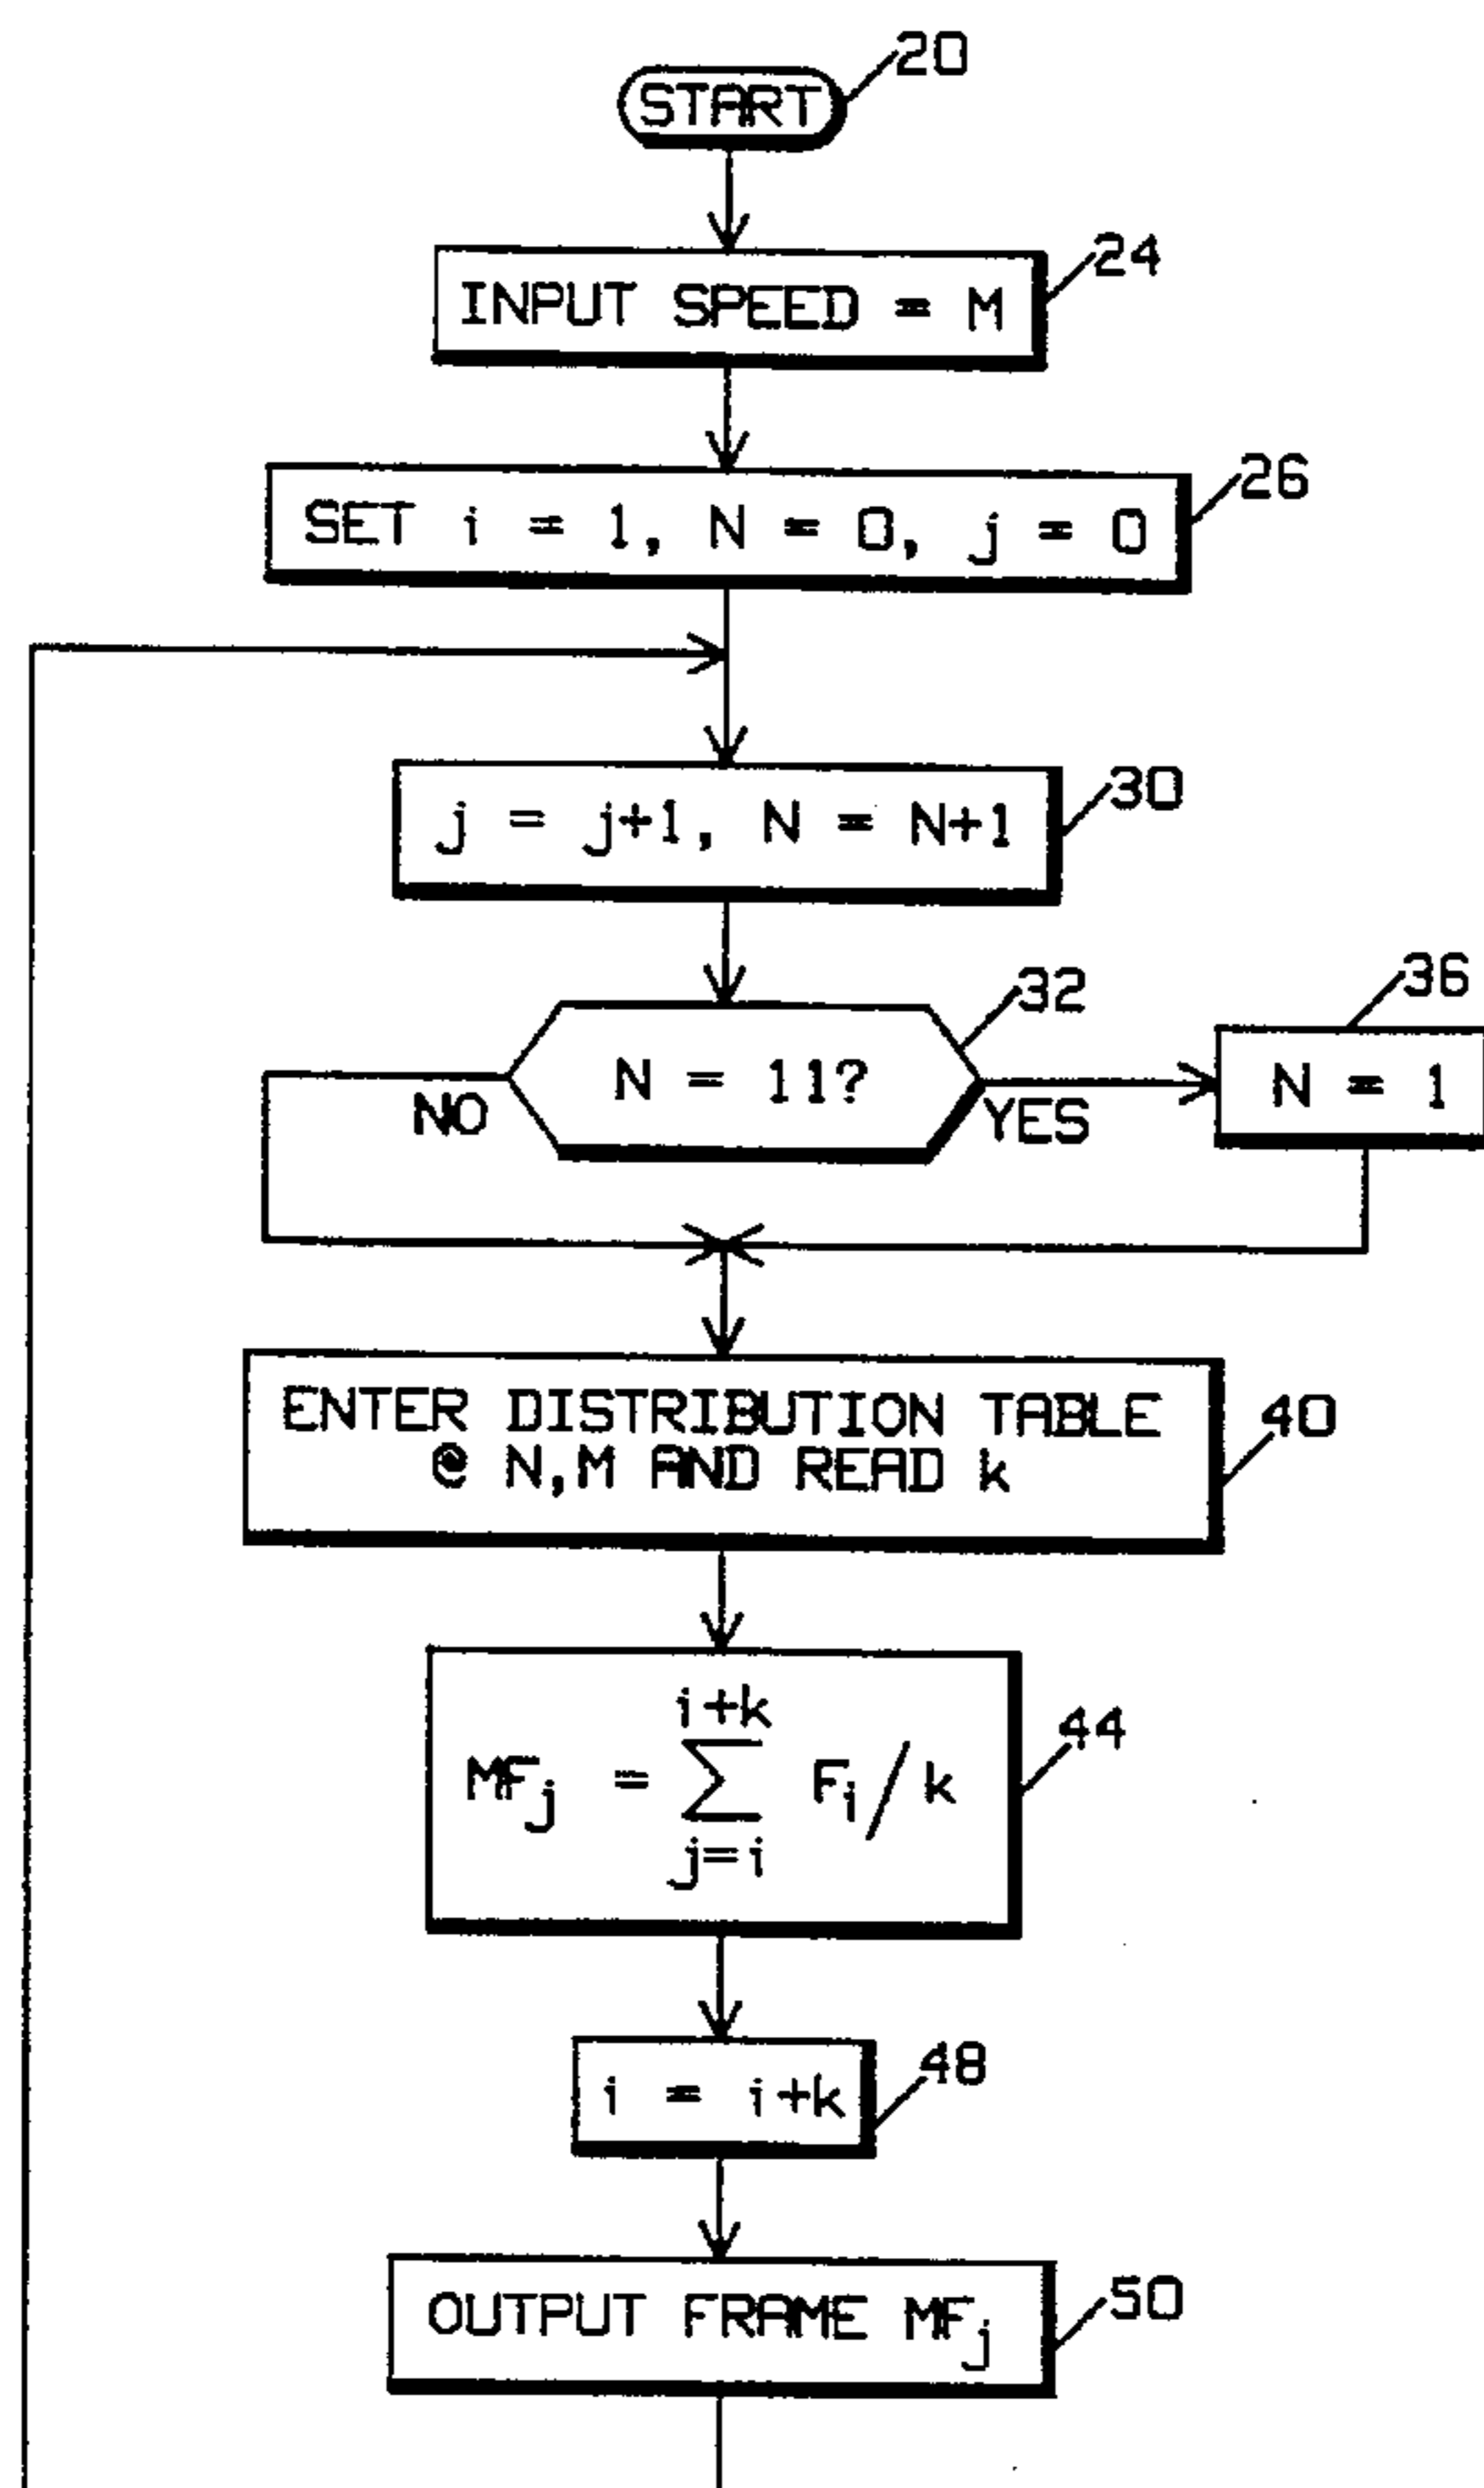 START
20
INPUT SPEED = M
24
SET i = 1, N = 0, j = 0
26
j = j+1, N = N+1
30
N = 11?
32
NO
YES
N = 1
36
ENTER DISTRIBUTION TABLE
@ N,M AND READ k
40
i+k
MFj = ∑ Fi/k
j=i
44
i = i+k
48
OUTPUT FRAME MFj
50